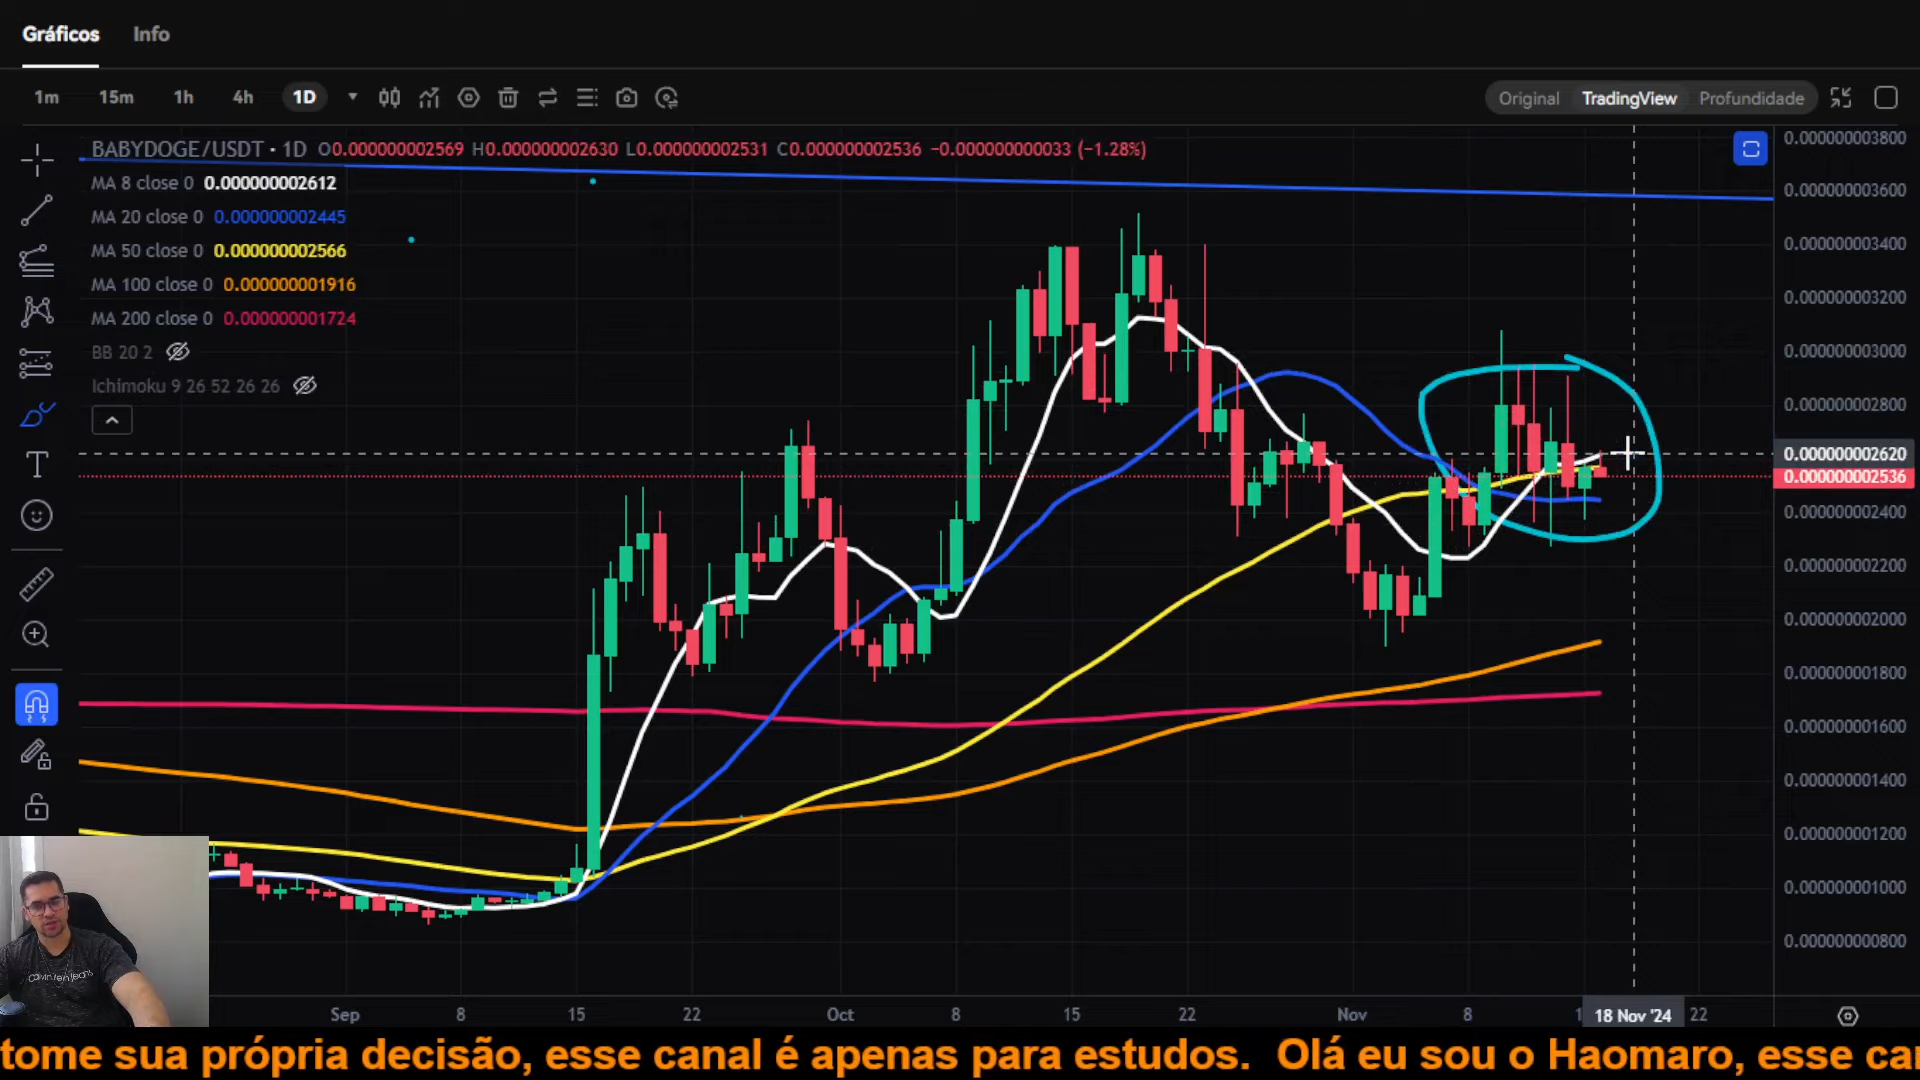 Gráficos Info
1m 15m 1h 4h 1D Original TradingView Profundidade
BABYDOGE/USDT · 1D O0.000000002569 H0.000000002630 L0.000000002531 C0.000000002536 −0.000000000033 (−1.28%)
MA 8 close 0 0.000000002612
MA 20 close 0 0.000000002445
MA 50 close 0 0.000000002566
MA 100 close 0 0.000000001916
MA 200 close 0 0.000000001724
BB 20 2
Ichimoku 9 26 52 26 26
0.000000003800
0.000000003600
0.000000003400
0.000000003200
0.000000003000
0.000000002800
0.000000002620
0.000000002536
0.000000002400
0.000000002200
0.000000002000
0.000000001800
0.000000001600
0.000000001400
0.000000001200
0.000000001000
0.000000000800
Calvin Klein Jeans
Sep 8 15 22 Oct 8 15 22 Nov 8 18 Nov '24 22
tome sua própria decisão, esse canal é apenas para estudos. Olá eu sou o Haomaro, esse car